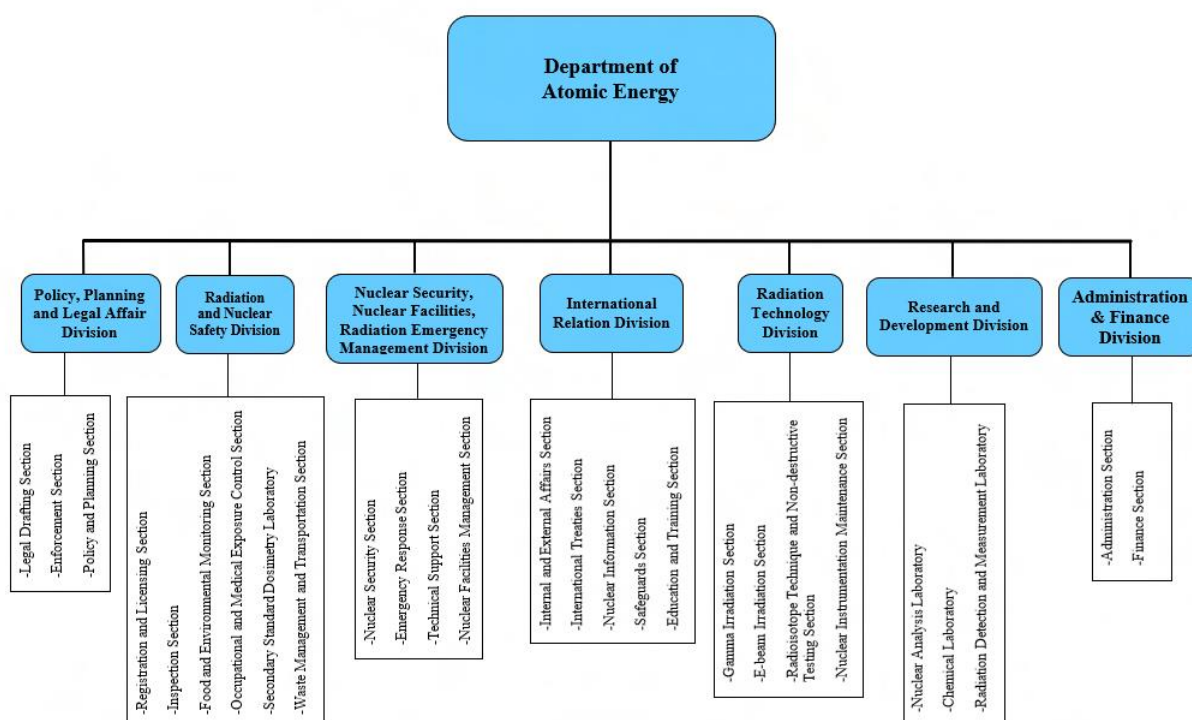 Department of
Atomic Energy
Policy, Planning
and Legal Affair
Division
Radiation
and Nuclear
Safety Division
Nuclear Security,
Nuclear Facilities,
Radiation Emergency
Management Division
International
Relation Division
Radiation
Technology
Division
Research and
Development Division
Administration
& Finance
Division
-Legal Drafting Section
-Enforcement Section
-Policy and Planning Section
-Registration and Licensing Section
-Inspection Section
-Food and Environmental Monitoring Section
-Occupational and Medical Exposure Control Section
-Secondary Standard Dosimetry Laboratory
-Waste Management and Transportation Section
-Nuclear Security Section
-Emergency Response Section
-Technical Support Section
-Nuclear Facilities Management Section
-Internal and External Affairs Section
-International Treaties Section
-Nuclear Information Section
-Safeguards Section
-Education and Training Section
-Gamma Irradiation Section
-E-beam Irradiation Section
-Radioisotope Technique and Non-destructive
Testing Section
-Nuclear Instrumentation Maintenance Section
-Nuclear Analysis Laboratory
-Chemical Laboratory
-Radiation Detection and Measurement Laboratory
-Administration Section
-Finance Section